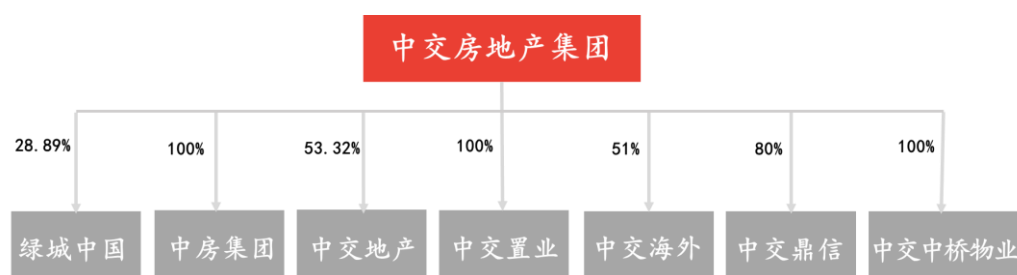 中交房地产集团
28.89%
100%
53.32%
100%
51%
80%
100%
绿城中国
中房集团
中交地产
中交置业
中交海外
中交鼎信
中交中桥物业